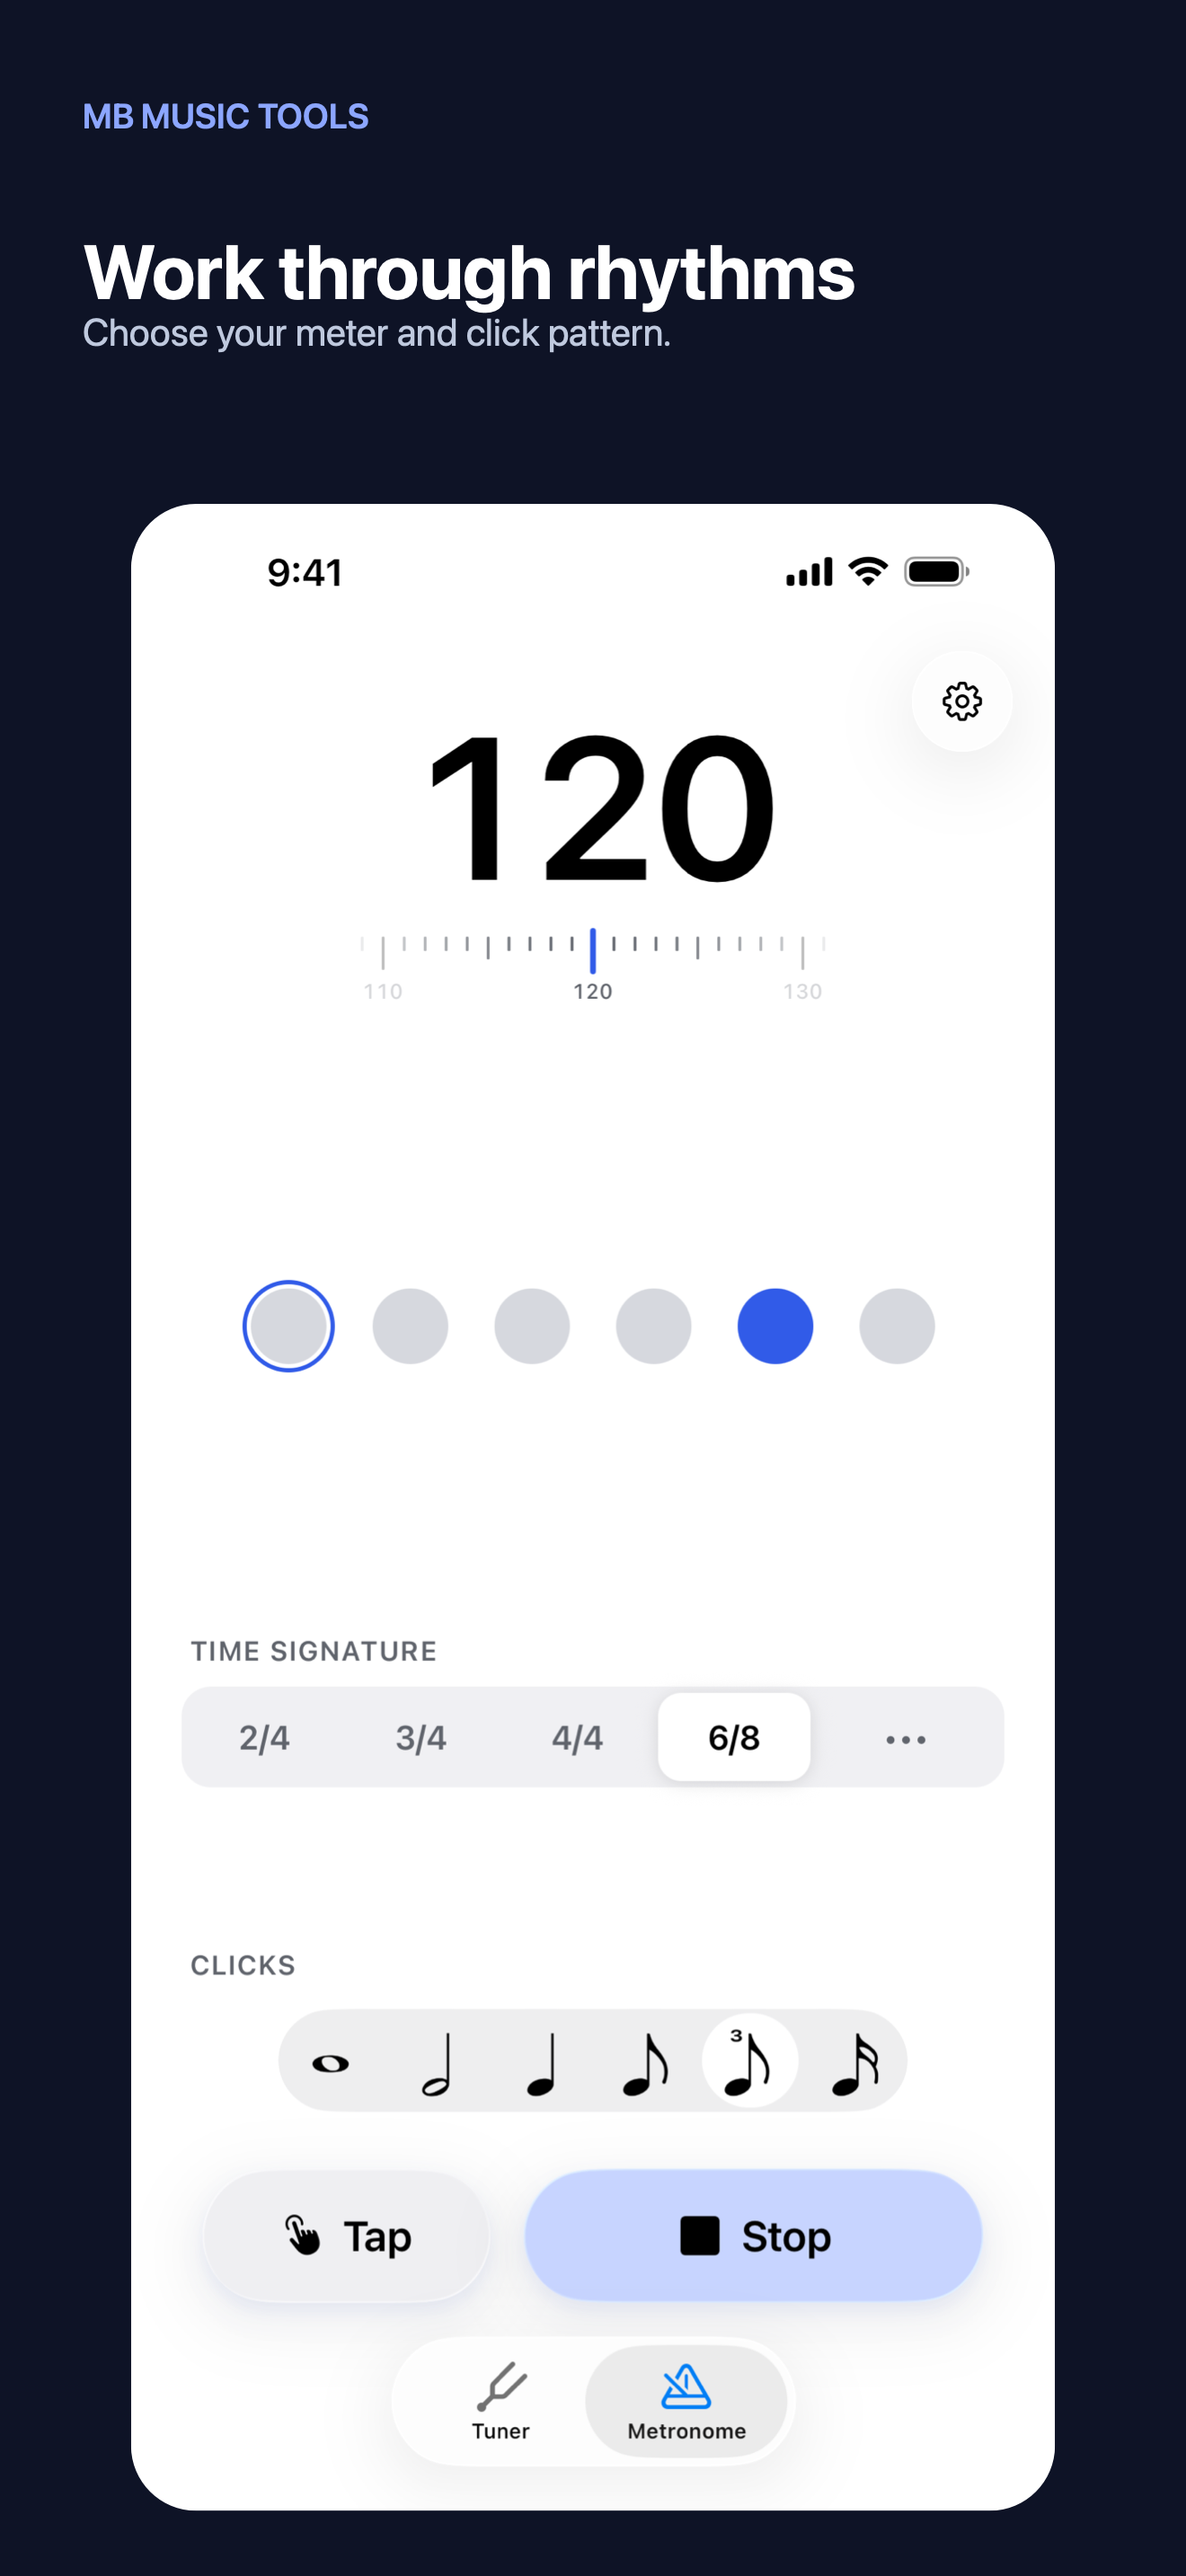 MB MUSIC TOOLS
Work through rhythms
Choose your meter and click pattern.
9:41
120
110 120 130
TIME SIGNATURE
2/4 3/4 4/4 6/8 •••
CLICKS
3
Tap Stop
Tuner Metronome